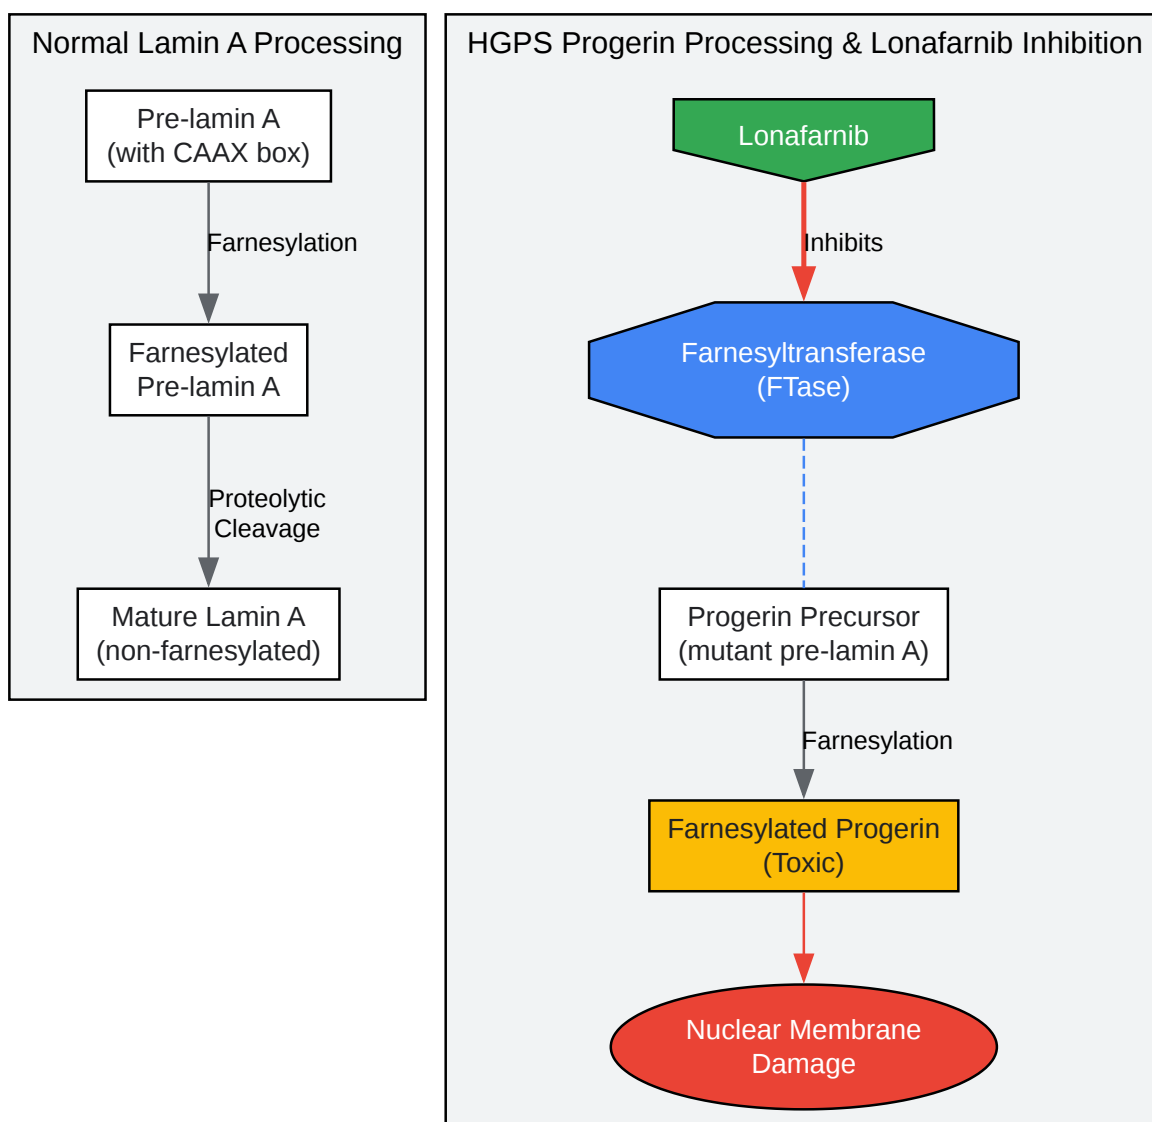 Normal Lamin A Processing
Pre-lamin A
(with CAAX box)
Farnesylation
Farnesylated
Pre-lamin A
Proteolytic
Cleavage
Mature Lamin A
(non-farnesylated)
HGPS Progerin Processing & Lonafarnib Inhibition
Lonafarnib
Inhibits
Farnesyltransferase
(FTase)
Progerin Precursor
(mutant pre-lamin A)
Farnesylation
Farnesylated Progerin
(Toxic)
Nuclear Membrane
Damage